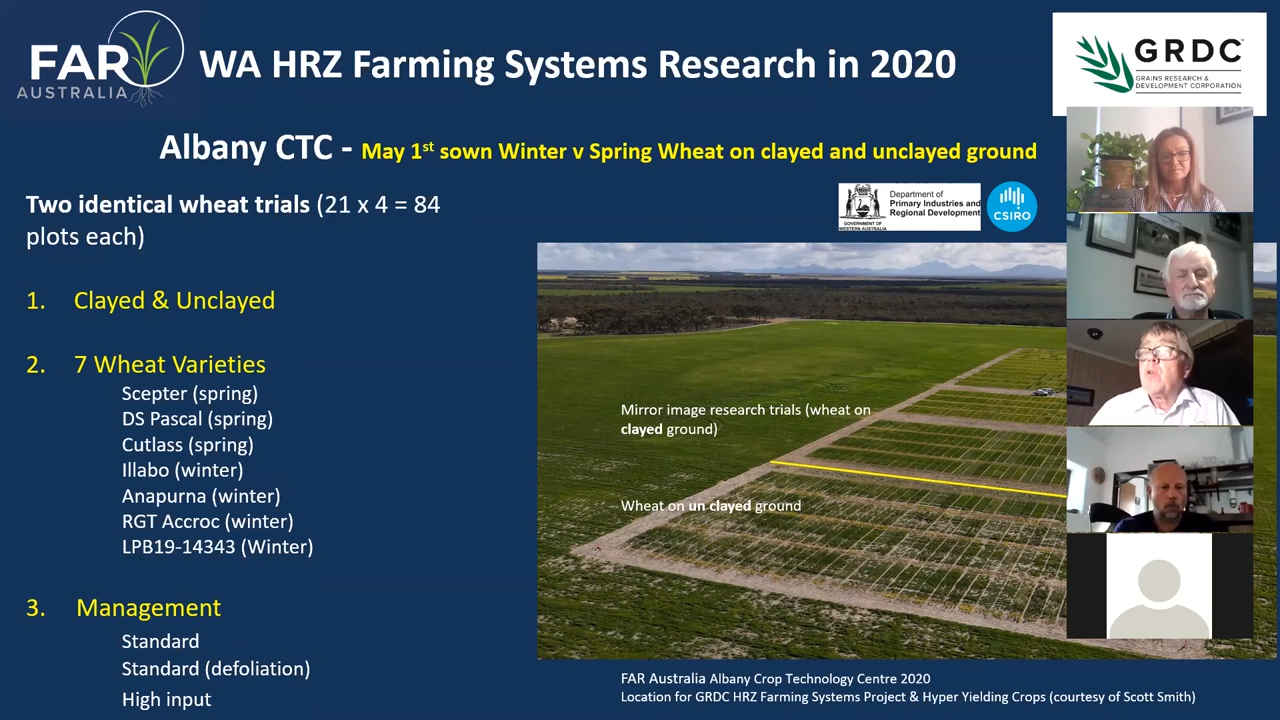 FAR
AUSTRALIA
WA HRZ Farming Systems Research in 2020
GRDC
GRAINS RESEARCH &
DEVELOPMENT CORPORATION
Albany CTC - May 1st sown Winter v Spring Wheat on clayed and unclayed ground
Two identical wheat trials (21 x 4 = 84
plots each)
GOVERNMENT OF
WESTERN AUSTRALIA
Department of
Primary Industries and
Regional Development
CSIRO
1. Clayed & Unclayed
2. 7 Wheat Varieties
Scepter (spring)
DS Pascal (spring)
Cutlass (spring)
Illabo (winter)
Anapurna (winter)
RGT Accroc (winter)
LPB19-14343 (Winter)
3. Management
Standard
Standard (defoliation)
High input
Mirror image research trials (wheat on
clayed ground)
Wheat on un clayed ground
FAR Australia Albany Crop Technology Centre 2020
Location for GRDC HRZ Farming Systems Project & Hyper Yielding Crops (courtesy of Scott Smith)